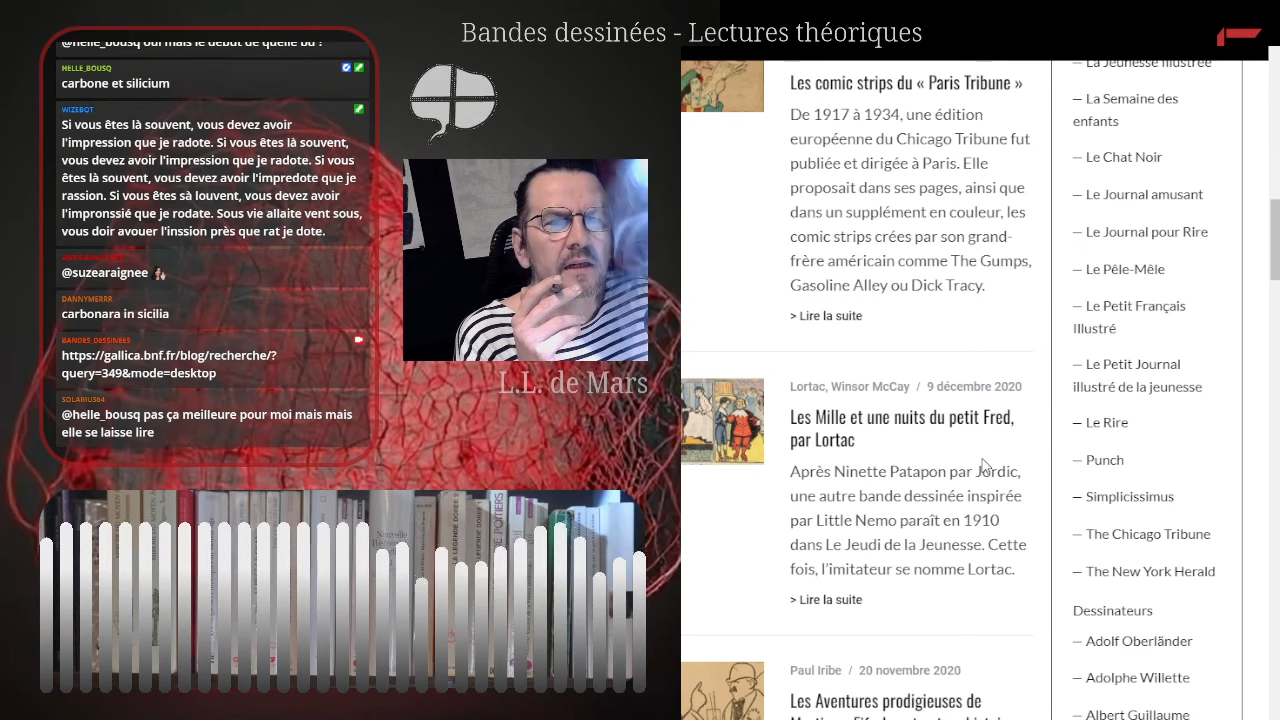 Bandes dessinées - Lectures théoriques
@helle_bousq oui mais le début de quelle bd ?
HELLE_BOUSQ
carbone et silicium
WIZEBOT
Si vous êtes là souvent, vous devez avoir
l'impression que je radote. Si vous êtes là souvent,
vous devez avoir l'impression que je radote. Si vous
êtes là souvent, vous devez avoir l'impredote que je
rassion. Si vous êtes sà louvent, vous devez avoir
l'impronssié que je rodate. Sous vie allaite vent sous,
vous doir avouer l'inssion près que rat je dote.
@suzearaignee
DANNYMERRR
carbonara in sicilia
BANDES_DESSINEES
https://gallica.bnf.fr/blog/recherche/?
query=349&mode=desktop
SOLARIUS64
@helle_bousq pas ça meilleure pour moi mais mais
elle se laisse lire
L.L. de Mars
Les comic strips du « Paris Tribune »
De 1917 à 1934, une édition
européenne du Chicago Tribune fut
publiée et dirigée à Paris. Elle
proposait dans ses pages, ainsi que
dans un supplément en couleur, les
comic strips crées par son grand-
frère américain comme The Gumps,
Gasoline Alley ou Dick Tracy.
> Lire la suite
Lortac, Winsor McCay / 9 décembre 2020
Les Mille et une nuits du petit Fred,
par Lortac
Après Ninette Patapon par Jordic,
une autre bande dessinée inspirée
par Little Nemo paraît en 1910
dans Le Jeudi de la Jeunesse. Cette
fois, l'imitateur se nomme Lortac.
> Lire la suite
Paul Iribe / 20 novembre 2020
Les Aventures prodigieuses de
– La Jeunesse illustrée
– La Semaine des
enfants
– Le Chat Noir
– Le Journal amusant
– Le Journal pour Rire
– Le Pêle-Mêle
– Le Petit Français
Illustré
– Le Petit Journal
illustré de la jeunesse
– Le Rire
– Punch
– Simplicissimus
– The Chicago Tribune
– The New York Herald
Dessinateurs
– Adolf Oberländer
– Adolphe Willette
– Albert Guillaume